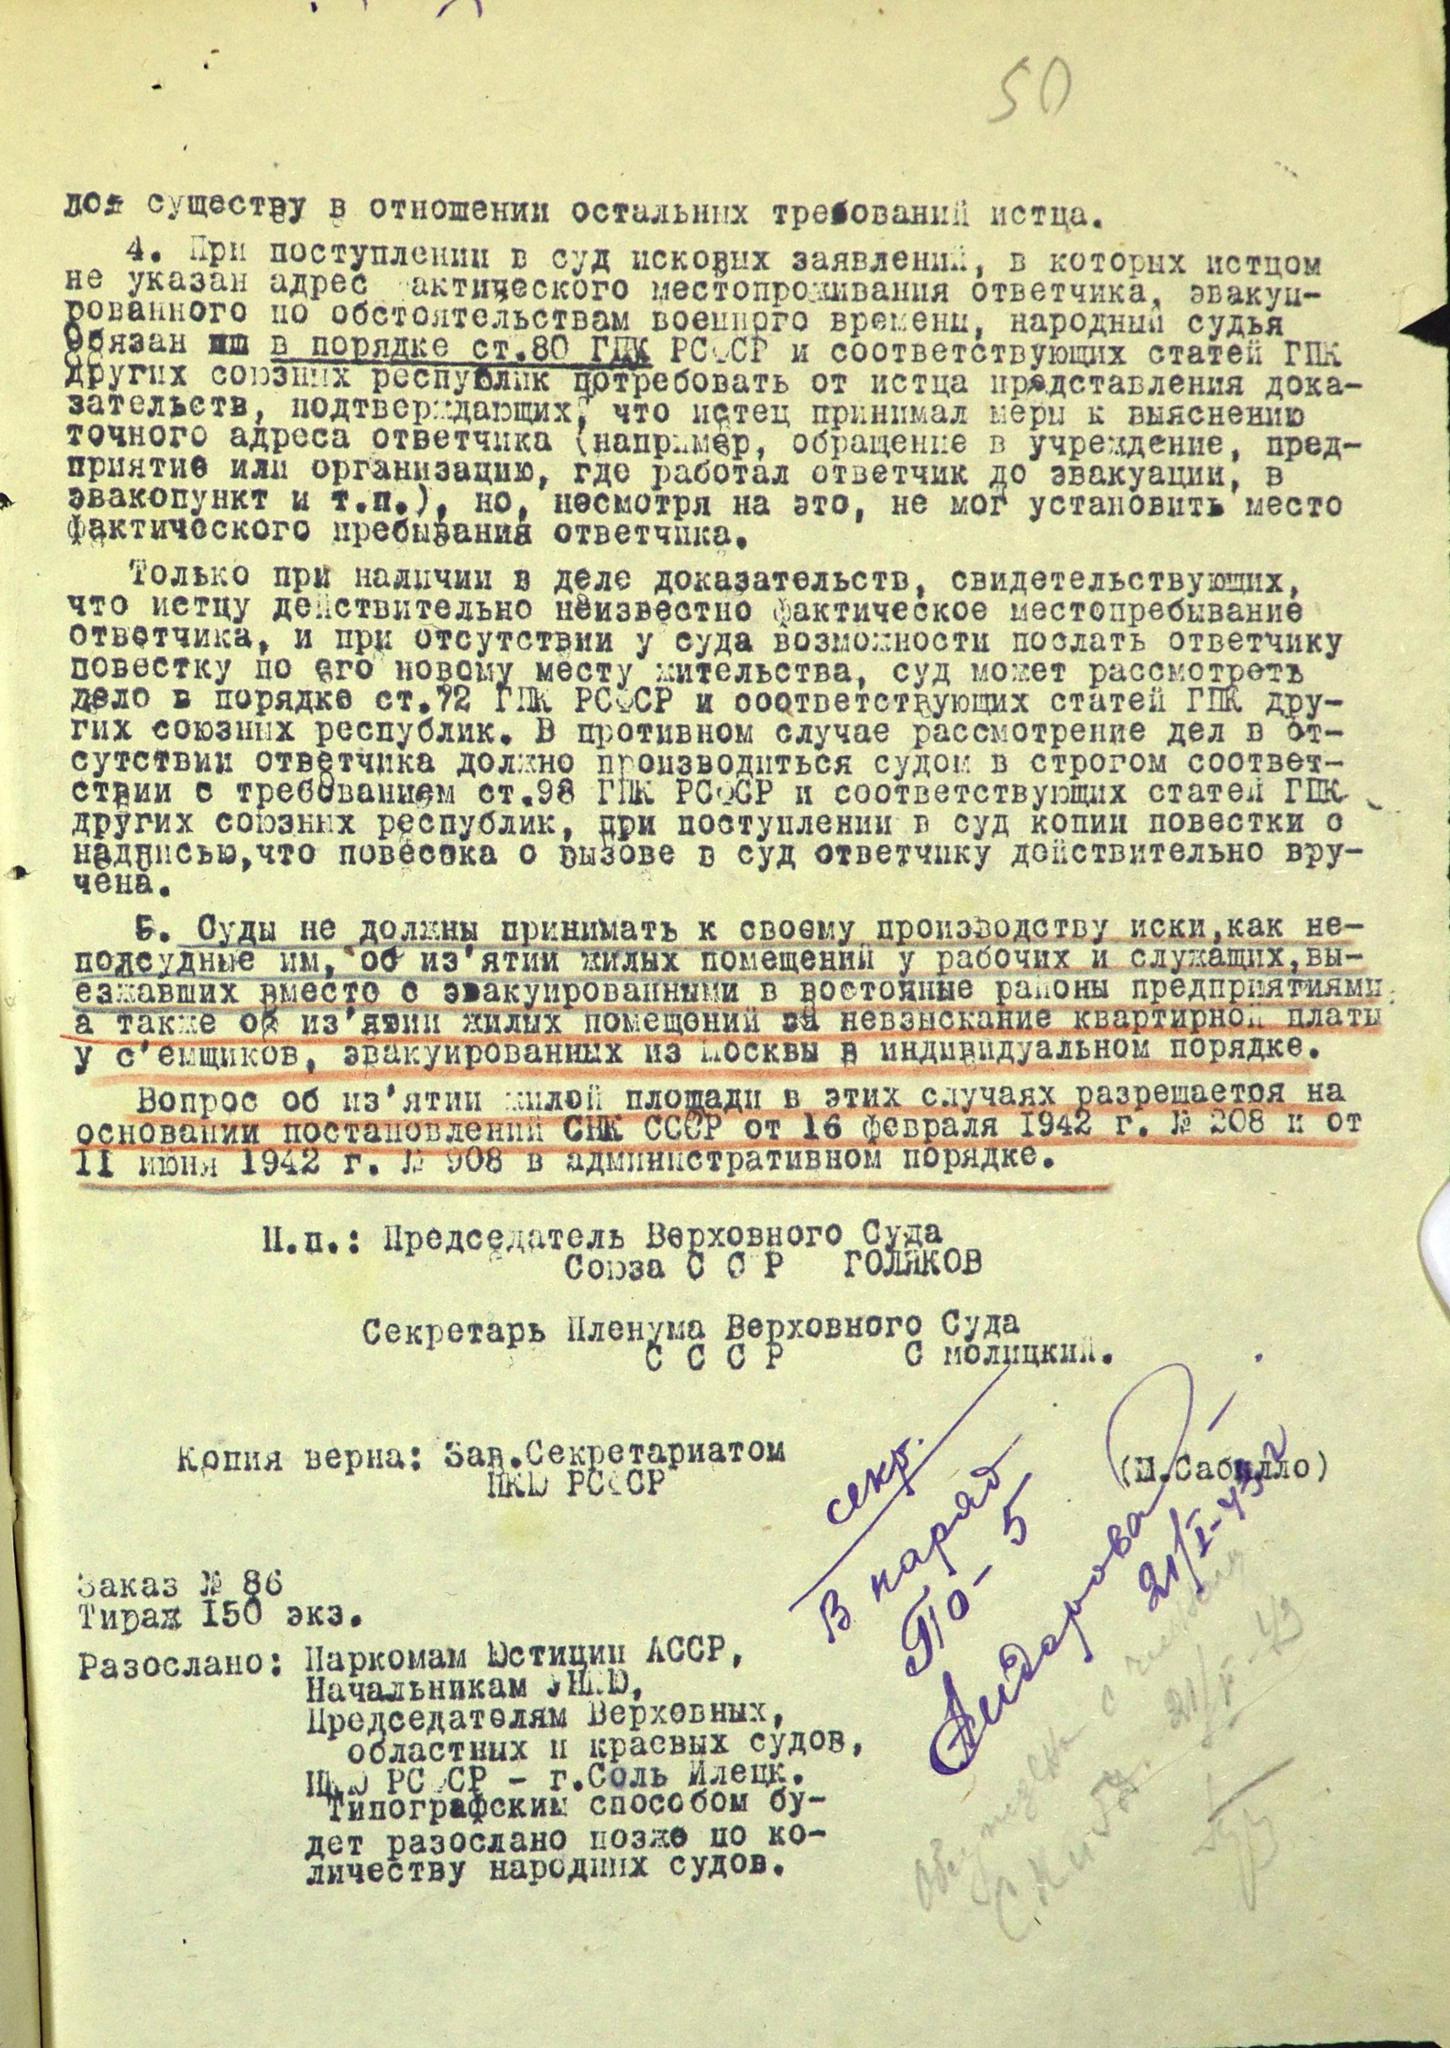 50
по существу в отношении остальных требований истца.
4. При поступлении в суд исковых заявлений, в которых истцом
не указан адрес фактического местопроживания ответчика, эвакуи-
рованного по обстоятельствам военного времени, народный судья
Обязан в порядке ст.80 ГПК РСФСР и соответствующих статей ГПК
других союзных республик потребовать от истца представления дока-
зательств, подтверждающих, что истец принимал меры к выяснению
точного адреса ответчика (например, обращение в учреждение, пред-
приятие или организацию, где работал ответчик до эвакуации, в
эвакопункт и т.п.), но, несмотря на это, не мог установить место
фактического пребывания ответчика.
Только при наличии в деле доказательств, свидетельствующих,
что истцу действительно неизвестно фактическое местопребывание
ответчика, и при отсутствии у суда возможности послать ответчику
повестку по его новому месту жительства, суд может рассмотреть
дело в порядке ст.72 ГПК РСФСР и соответствующих статей ГПК дру-
гих союзных республик. В противном случае рассмотрение дел в от-
сутствии ответчика должно производиться судом в строгом соответ-
ствии с требованием ст.98 ГПК РСФСР и соответствующих статей ГПК
других союзных республик, при поступлении в суд копии повестки с
надписью,что повестка о вызове в суд ответчику действительно вру-
чена.
5. Суды не должны принимать к своему производству иски,как не-
подсудные им, об из'ятии жилых помещений у рабочих и служащих,вы-
езжавших вместо с эвакуированными в восточные районы предприятиями,
а также об из'ятии жилых помещений за невзыскание квартирной платы
у с'емщиков, эвакуированных из Москвы в индивидуальном порядке.
Вопрос об из'ятии жилой площади в этих случаях разрешается на
основании постановлений СНК СССР от 16 февраля 1942 г. № 208 и от
11 июня 1942 г. № 908 в административном порядке.
П.п.: Председатель Верховного Суда
Союза С С Р ГОЛЯКОВ
Секретарь Пленума Верховного Суда
С С С Р Смолицкий.
Копия верна: Зав.Секретариатом
НКЮ РСФСР (П.Сабилло)
секр.
В наряд
ПО-5
21/I-43г
Заказ № 86
Тираж 150 экз.
Разослано: Наркомам Юстиции АССР,
Начальникам УНКЮ,
Председателям Верховных,
областных и краевых судов,
НКЮ РСФСР - г.Соль Илецк.
Типографским способом бу-
дет разослано позже по ко-
личеству народных судов.